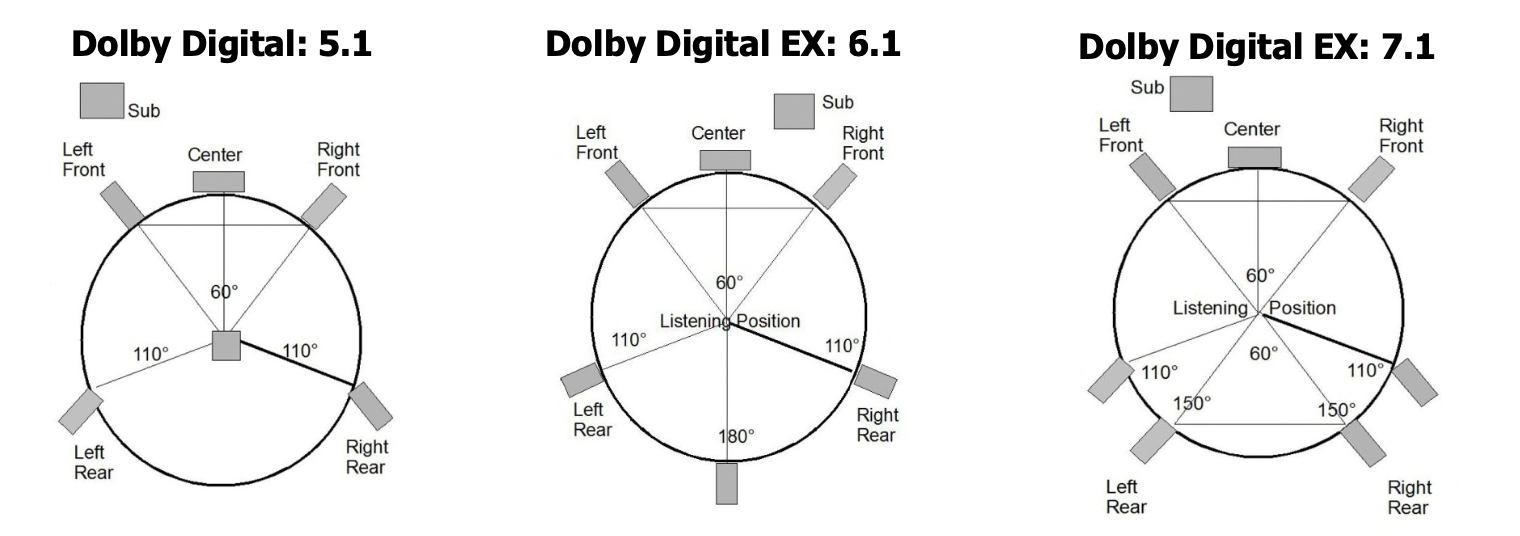 Dolby Digital: 5.1
Sub
Left
Front
Center
Right
Front
60°
110°
110°
Left
Rear
Right
Rear
Dolby Digital EX: 6.1
Sub
Left
Front
Center
Right
Front
60°
Listening Position
110°
110°
Left
Rear
Right
Rear
180°
Dolby Digital EX: 7.1
Sub
Left
Front
Center
Right
Front
60°
Listening Position
60°
110°
110°
150°
150°
Left
Rear
Right
Rear